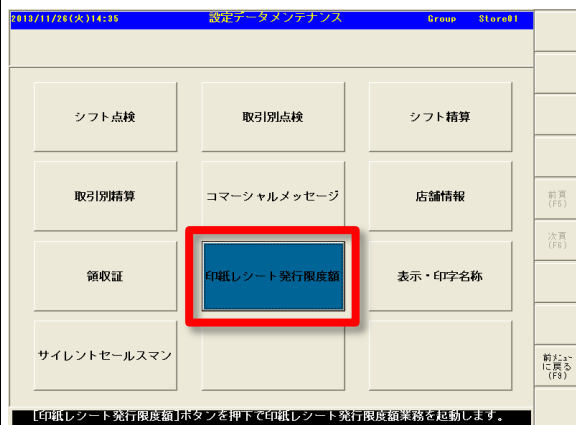 2013/11/26(火)14:35 設定データメンテナンス Group Store01
シフト点検 取引別点検 シフト精算
取引別精算 コマーシャルメッセージ 店舗情報
前頁
(F5)
次頁
(F6)
領収証 印紙レシート発行限度額 表示・印字名称
サイレントセールスマン
前ﾒﾆｭｰ
に戻る
(F9)
[印紙レシート発行限度額]ボタンを押下で印紙レシート発行限度額業務を起動します。